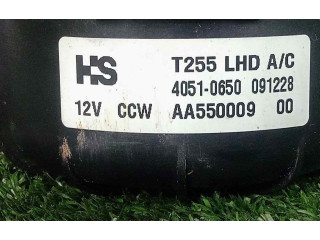 HS T255 LHD A/C
4051-0650 091228
12V CCW AA550009 00